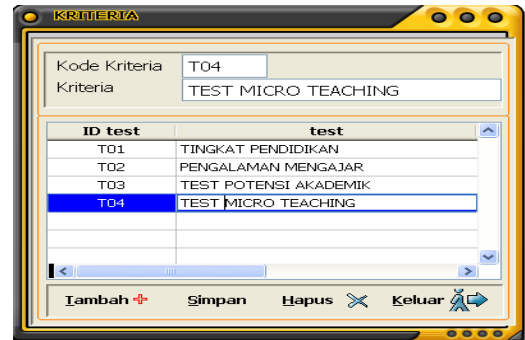 KRITERIA
Kode Kriteria T04
Kriteria TEST MICRO TEACHING
ID test test
T01 TINGKAT PENDIDIKAN
T02 PENGALAMAN MENGAJAR
T03 TEST POTENSI AKADEMIK
T04 TEST MICRO TEACHING
Tambah Simpan Hapus Keluar